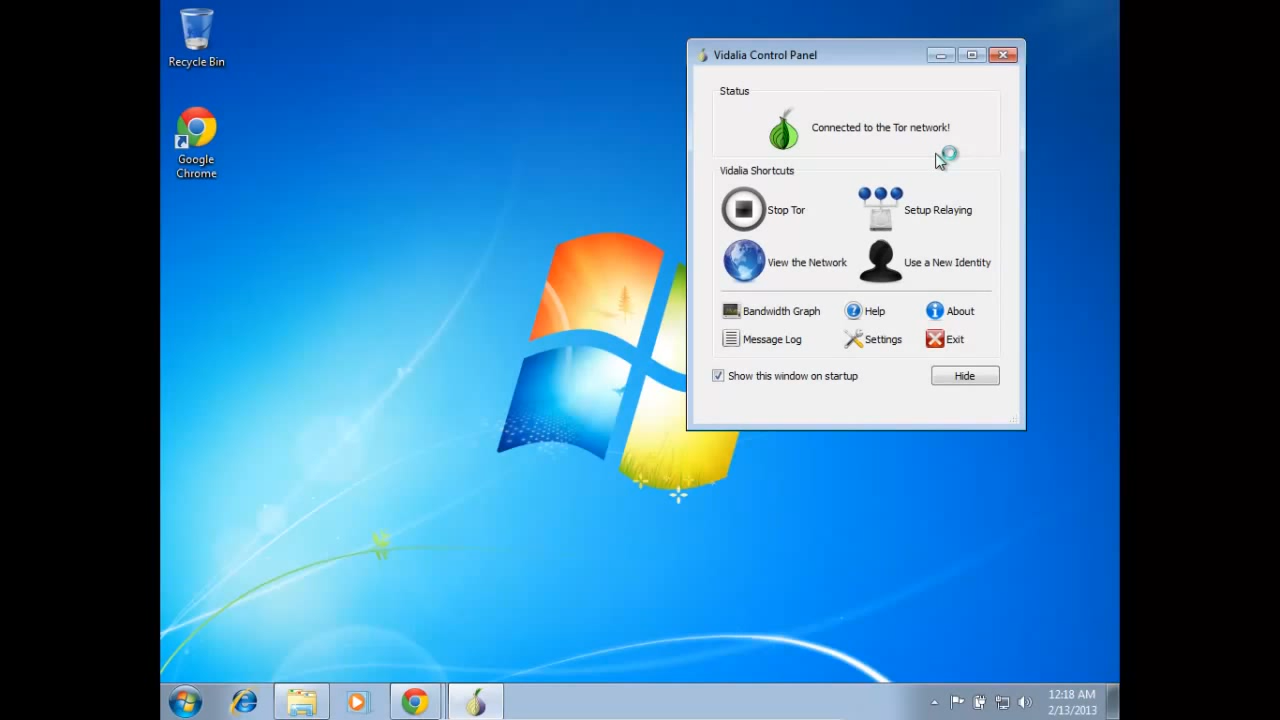 Recycle Bin
Google
Chrome
Vidalia Control Panel
Status
Connected to the Tor network!
Vidalia Shortcuts
Stop Tor
Setup Relaying
View the Network
Use a New Identity
Bandwidth Graph
Help
About
Message Log
Settings
Exit
Show this window on startup
Hide
12:18 AM
2/13/2013